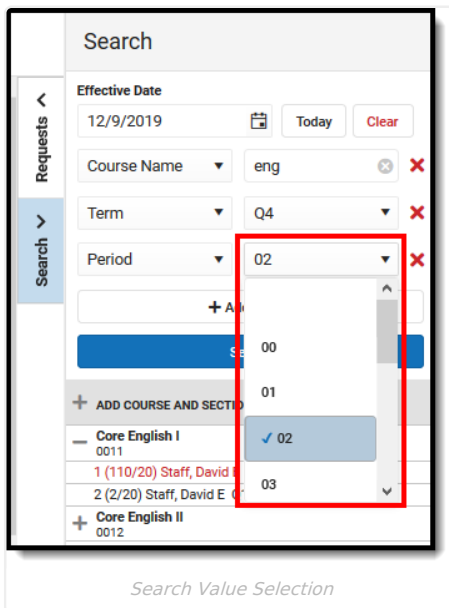 Search
Effective Date
12/9/2019 Today Clear
Requests
Course Name eng
Term Q4
Search
Period 02
00
01
✓ 02
03
ADD COURSE AND
Core English I
0011
1 (110/20) Staff, David
2 (2/20) Staff, David E
Core English II
0012
Search Value Selection